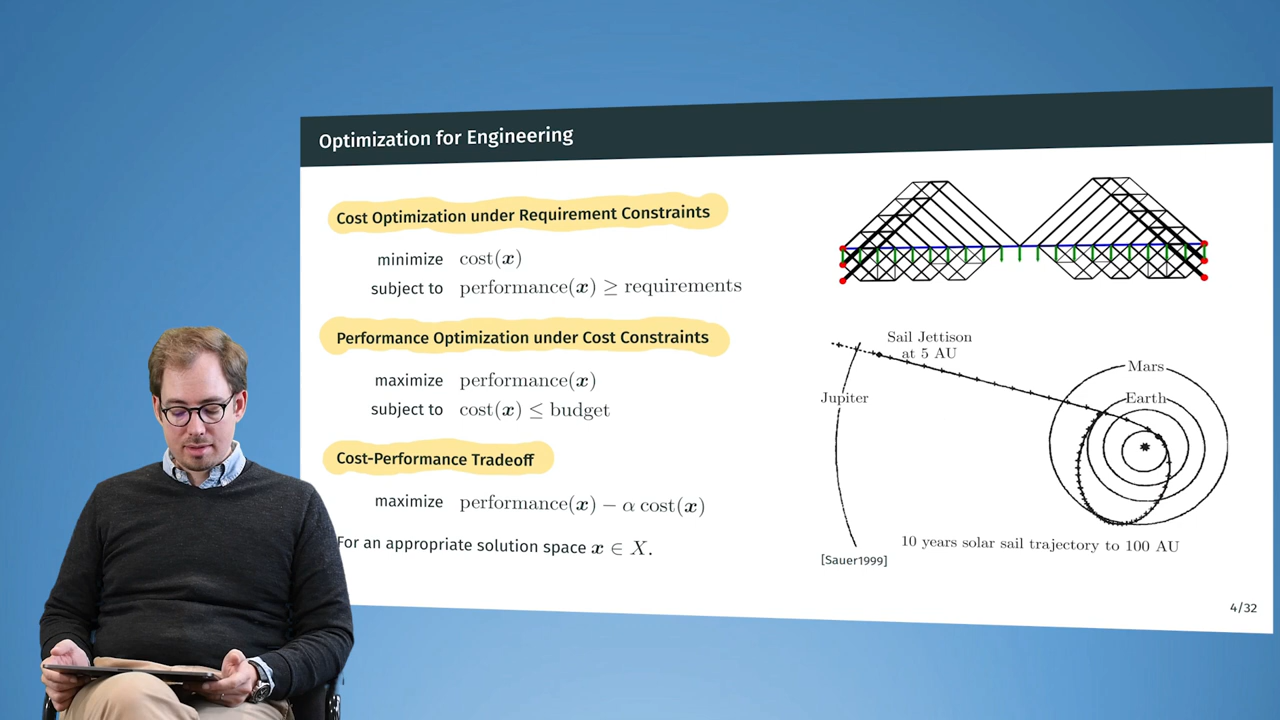 Optimization for Engineering
Cost Optimization under Requirement Constraints
minimize cost(x)
subject to performance(x) ≥ requirements
Performance Optimization under Cost Constraints
maximize performance(x)
subject to cost(x) ≤ budget
Cost-Performance Tradeoff
maximize performance(x) − α cost(x)
For an appropriate solution space x ∈ X.
Sail Jettison
at 5 AU
Mars
Jupiter
Earth
10 years solar sail trajectory to 100 AU
[Sauer1999]
4/32